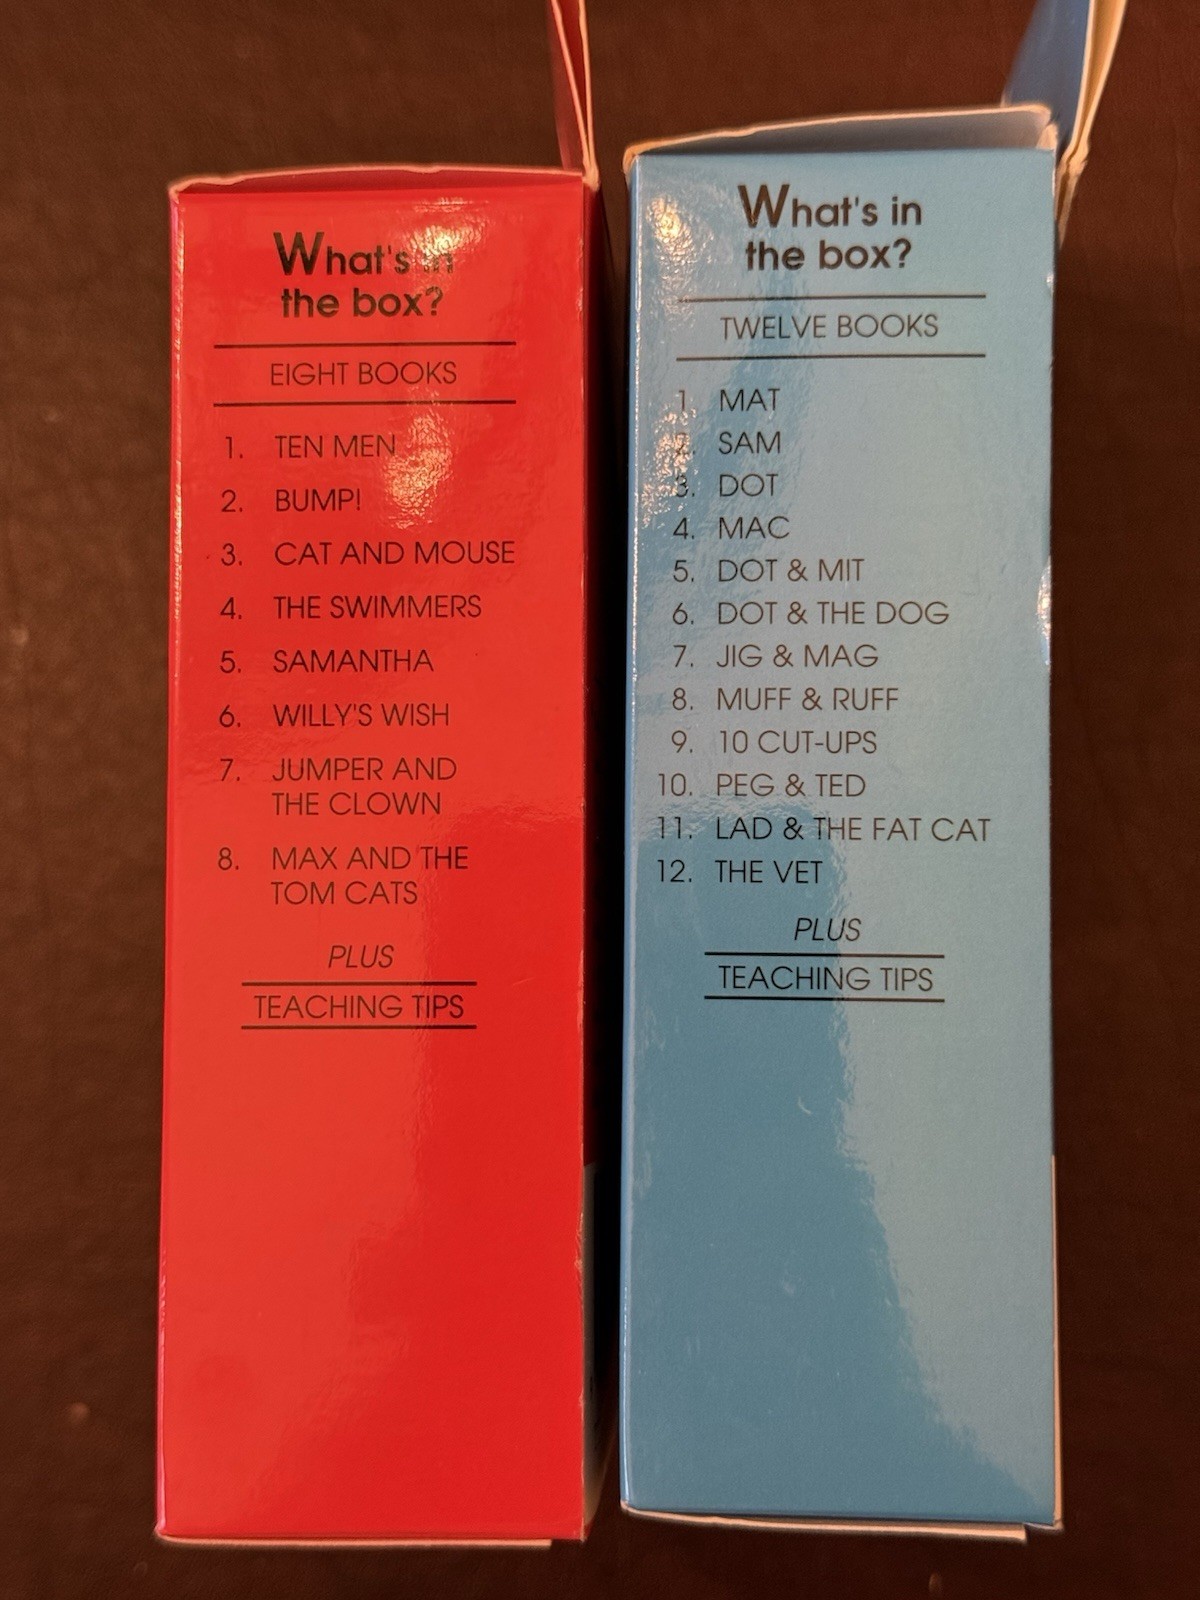 What's in
the box?
EIGHT BOOKS
1. TEN MEN
2. BUMP!
3. CAT AND MOUSE
4. THE SWIMMERS
5. SAMANTHA
6. WILLY'S WISH
7. JUMPER AND
THE CLOWN
8. MAX AND THE
TOM CATS
PLUS
TEACHING TIPS
What's in
the box?
TWELVE BOOKS
1. MAT
2. SAM
3. DOT
4. MAC
5. DOT & MIT
6. DOT & THE DOG
7. JIG & MAG
8. MUFF & RUFF
9. 10 CUT-UPS
10. PEG & TED
11. LAD & THE FAT CAT
12. THE VET
PLUS
TEACHING TIPS